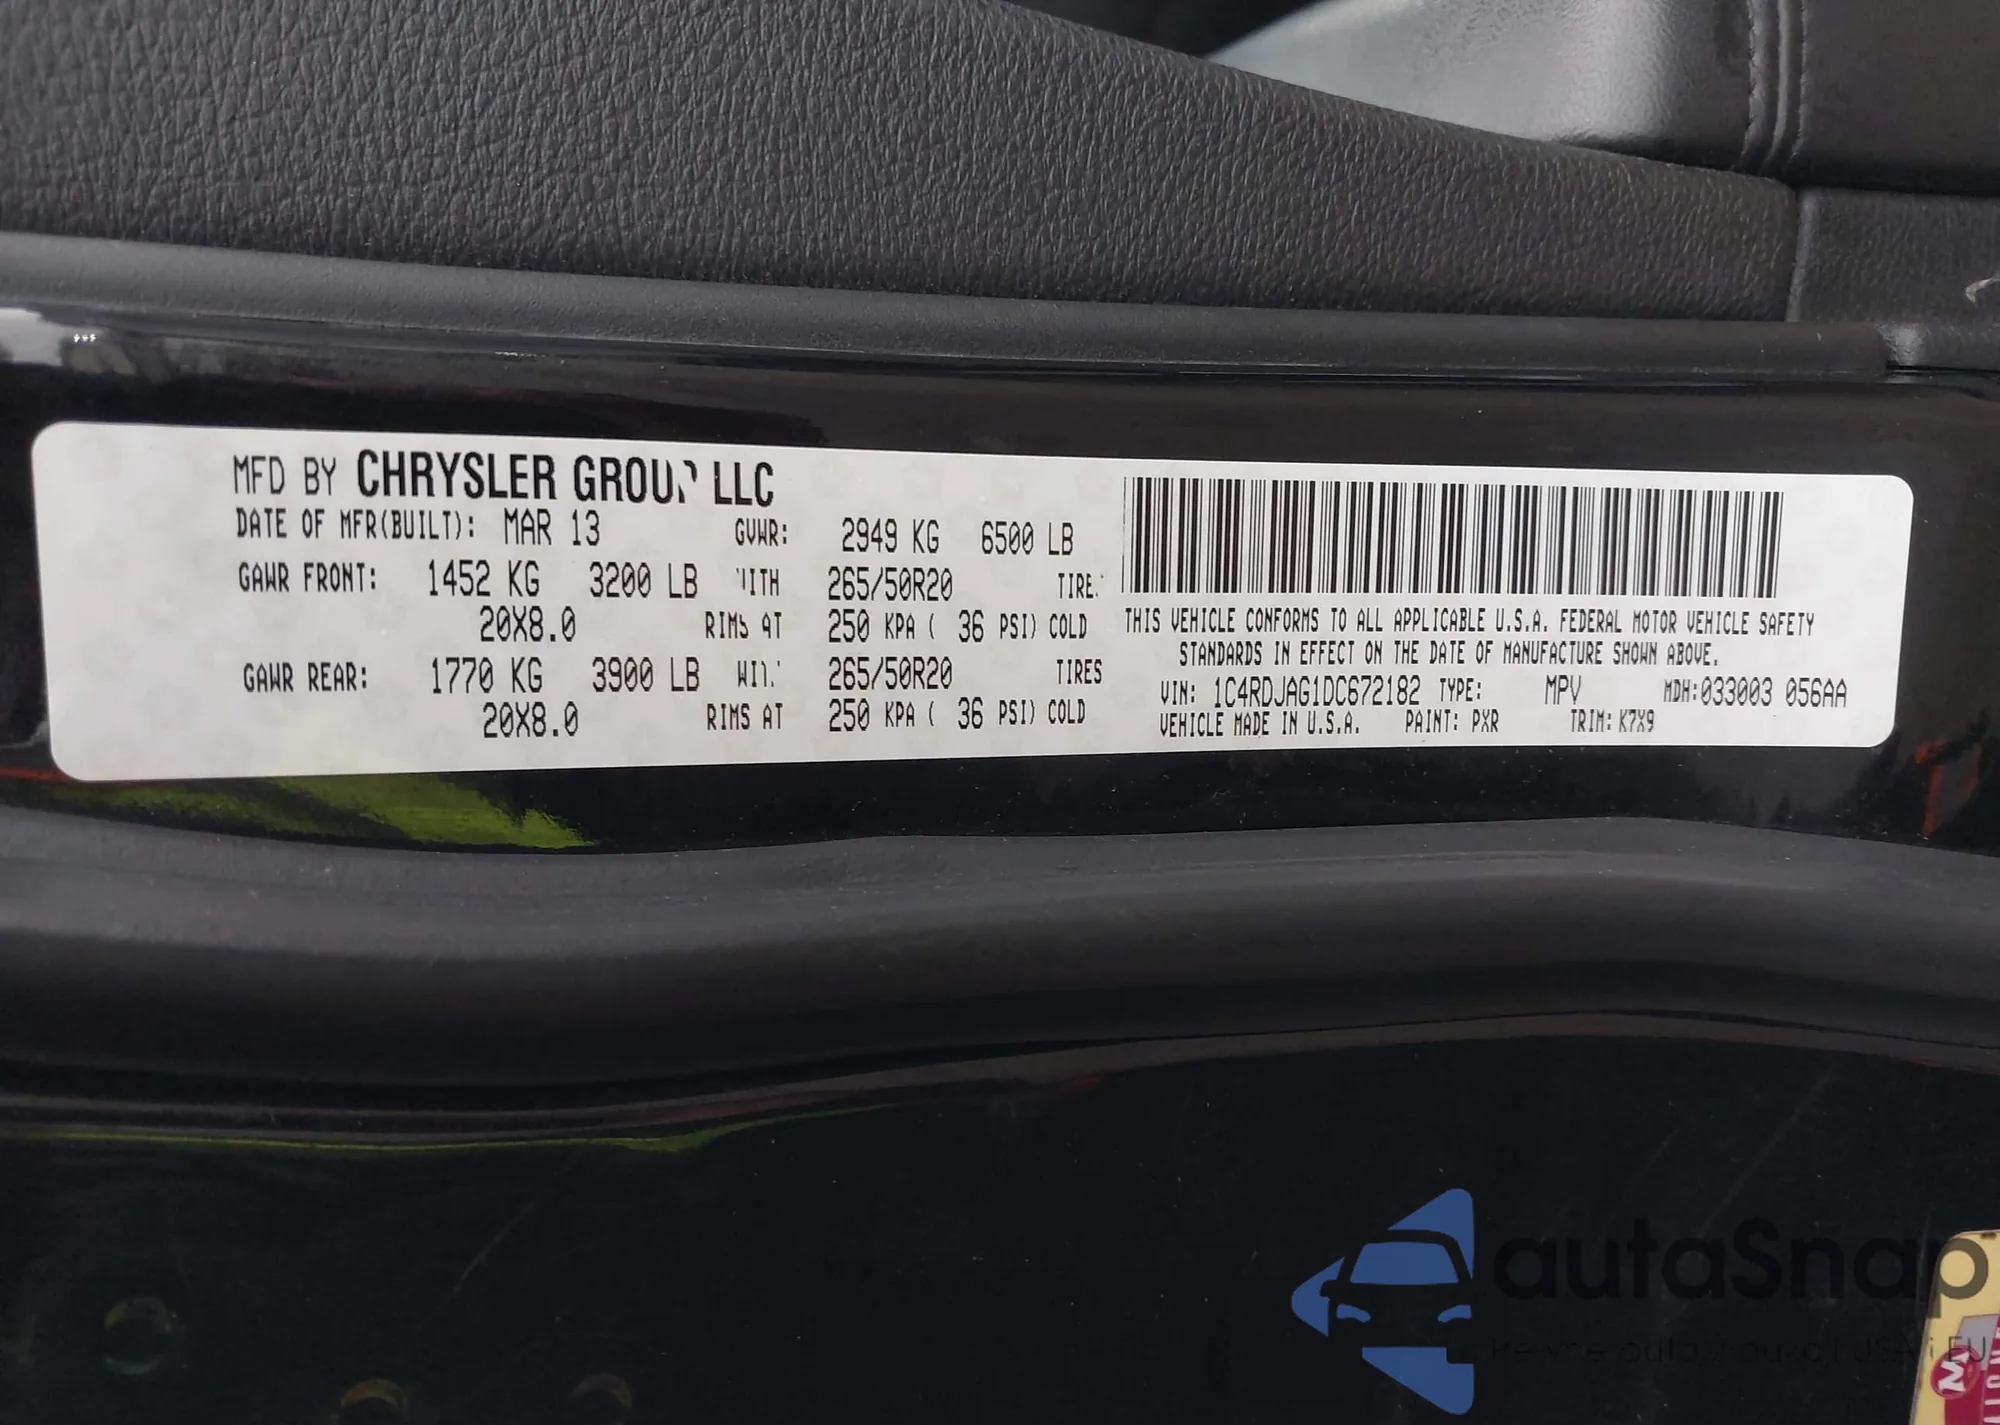 MFD BY CHRYSLER GROUP LLC
DATE OF MFR(BUILT): MAR 13 GVWR: 2949 KG 6500 LB
GAWR FRONT: 1452 KG 3200 LB WITH 265/50R20 TIRES
20X8.0 RIMS AT 250 KPA ( 36 PSI) COLD
GAWR REAR: 1770 KG 3900 LB WITH 265/50R20 TIRES
20X8.0 RIMS AT 250 KPA ( 36 PSI) COLD
THIS VEHICLE CONFORMS TO ALL APPLICABLE U.S.A. FEDERAL MOTOR VEHICLE SAFETY
STANDARDS IN EFFECT ON THE DATE OF MANUFACTURE SHOWN ABOVE.
VIN: 1C4RDJAG1DC672182 TYPE: MPV MDH:033003 056AA
VEHICLE MADE IN U.S.A. PAINT: PXR TRIM: K7X9
autaSnap